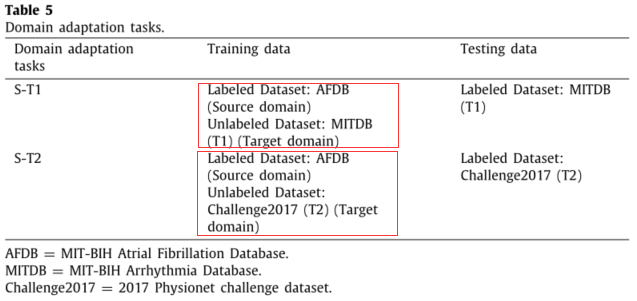 Table 5
Domain adaptation tasks.
Domain adaptation tasks
Training data
Testing data
S-T1
Labeled Dataset: AFDB
(Source domain)
Unlabeled Dataset: MITDB
(T1) (Target domain)
Labeled Dataset: MITDB
(T1)
S-T2
Labeled Dataset: AFDB
(Source domain)
Unlabeled Dataset:
Challenge2017 (T2) (Target
domain)
Labeled Dataset:
Challenge2017 (T2)
AFDB = MIT-BIH Atrial Fibrillation Database.
MITDB = MIT-BIH Arrhythmia Database.
Challenge2017 = 2017 Physionet challenge dataset.